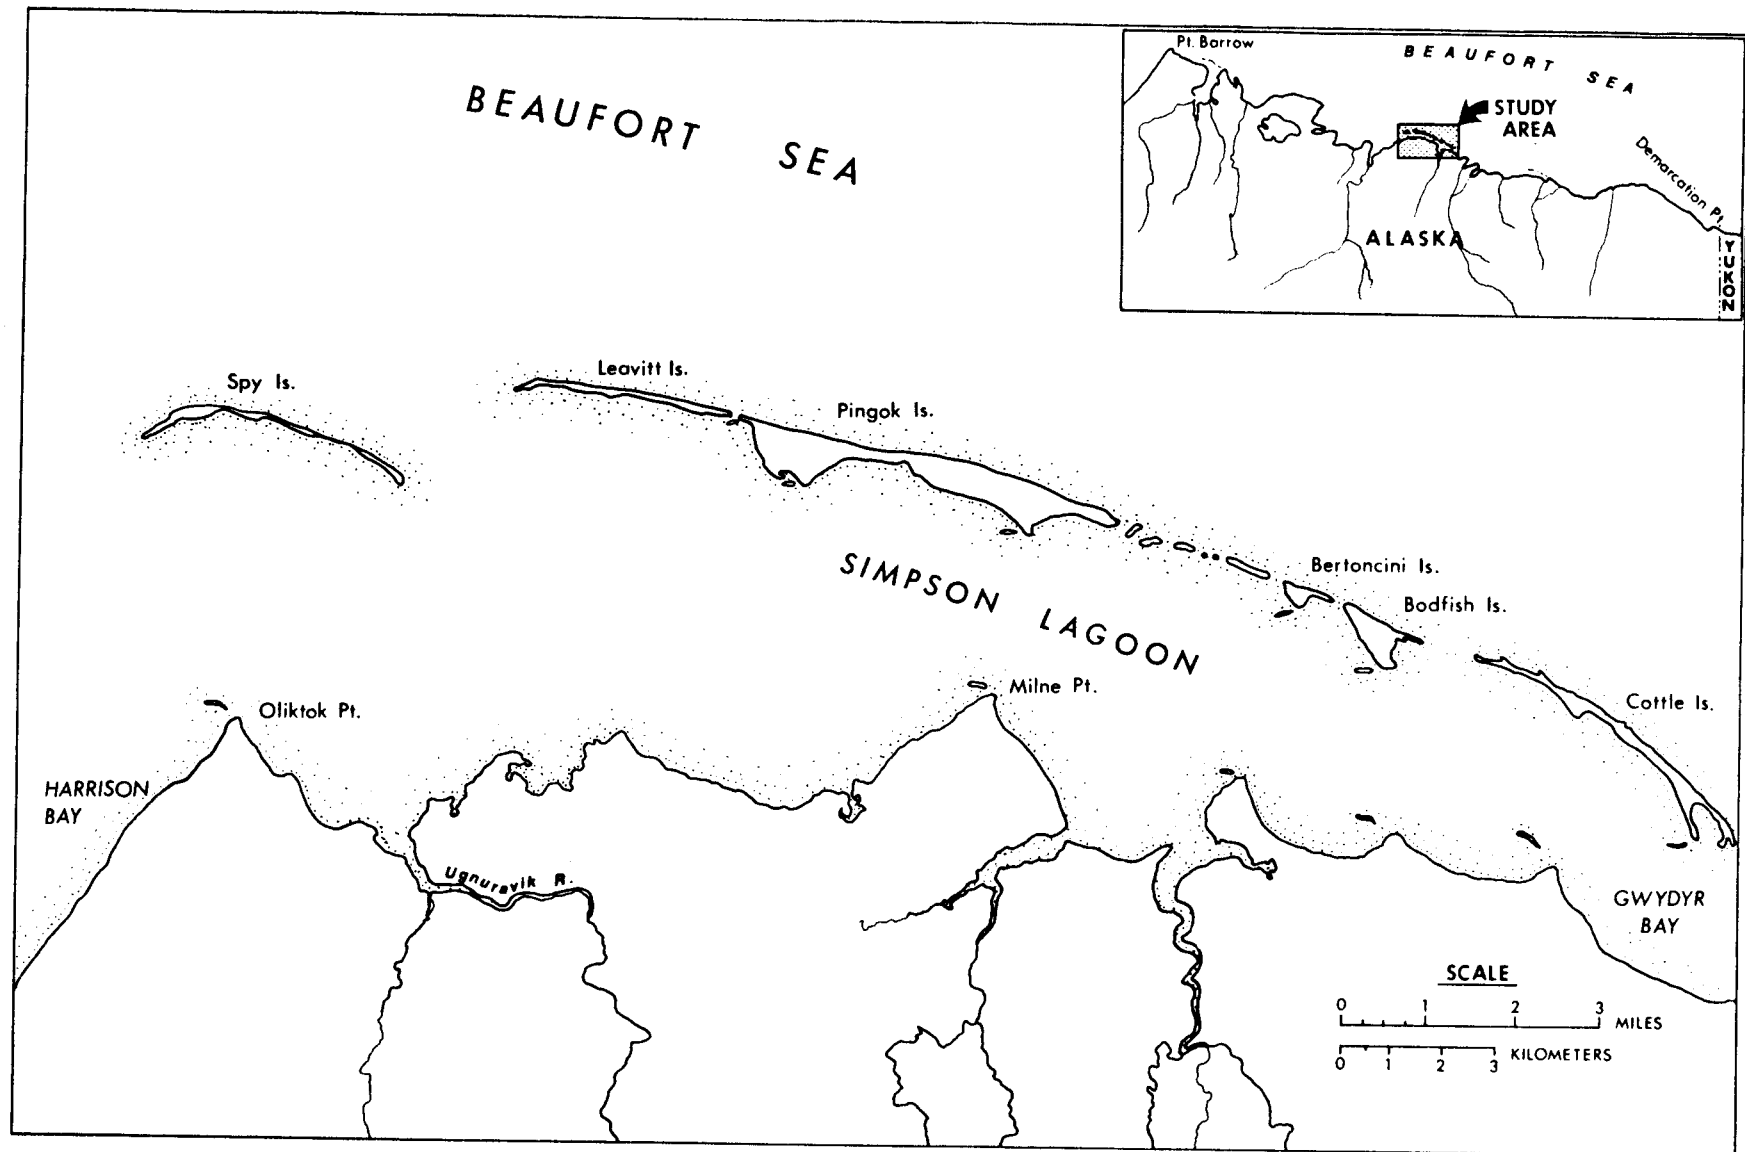 BEAUFORT SEA
Pt. Barrow
BEAUFORT SEA
STUDY
AREA
Demarcation Pt.
ALASKA
YUKON
Spy Is.
Leavitt Is.
Pingok Is.
SIMPSON LAGOON
Bertoncini Is.
Bodfish Is.
Cottle Is.
Oliktok Pt.
Milne Pt.
HARRISON
BAY
Ugnuravik R.
GWYDYR
BAY
SCALE
0 1 2 3 MILES
0 1 2 3 KILOMETERS